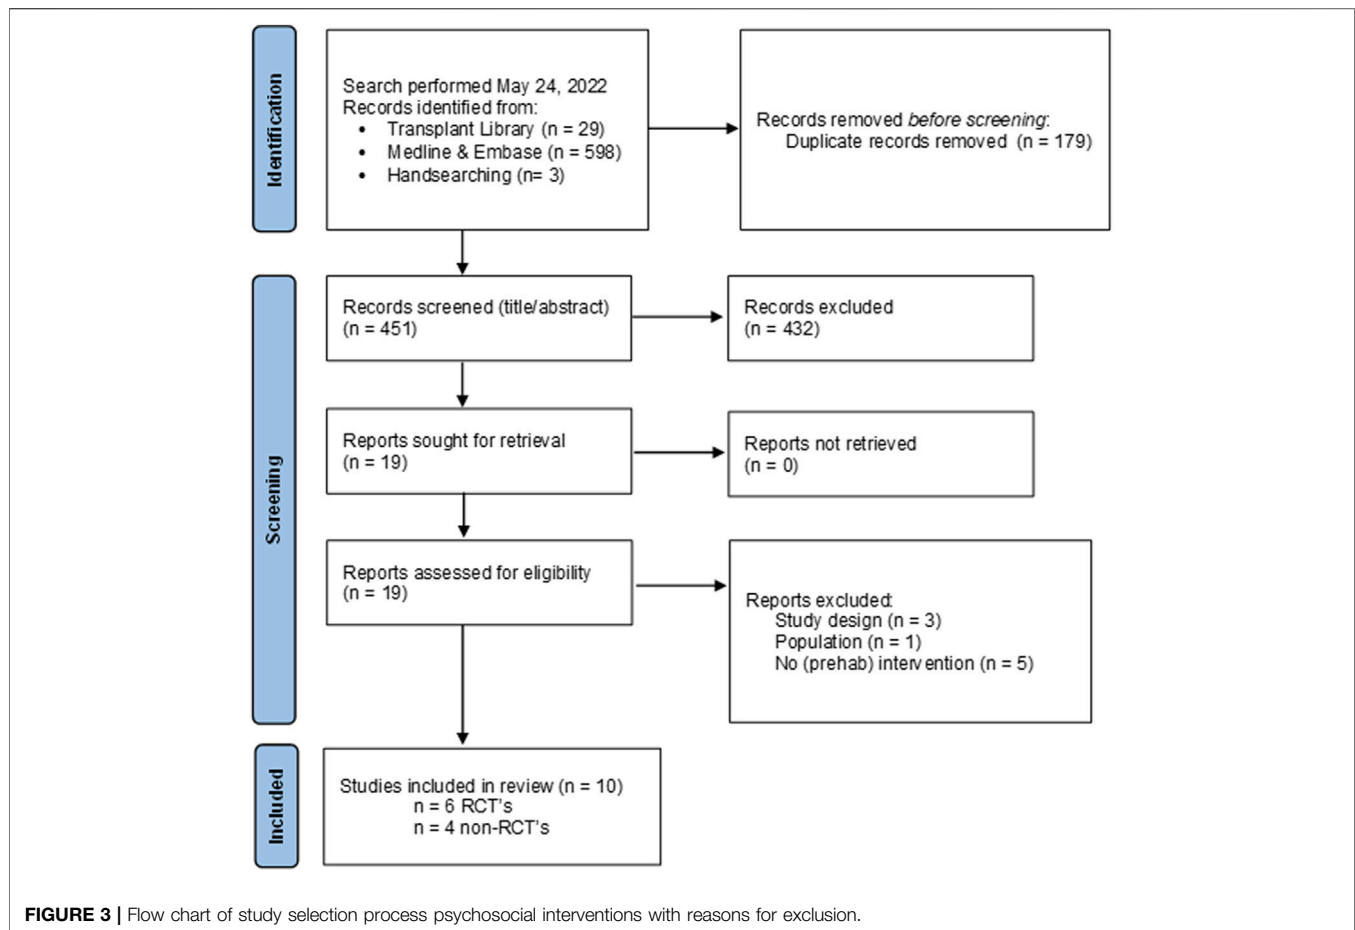 Identification
Search performed May 24, 2022
Records identified from:
• Transplant Library (n = 29)
• Medline & Embase (n = 598)
• Handsearching (n= 3)
Records removed before screening:
Duplicate records removed (n = 179)
Screening
Records screened (title/abstract)
(n = 451)
Records excluded
(n = 432)
Reports sought for retrieval
(n = 19)
Reports not retrieved
(n = 0)
Reports assessed for eligibility
(n = 19)
Reports excluded:
Study design (n = 3)
Population (n = 1)
No (prehab) intervention (n = 5)
Included
Studies included in review (n = 10)
n = 6 RCT's
n = 4 non-RCT's
FIGURE 3 | Flow chart of study selection process psychosocial interventions with reasons for exclusion.